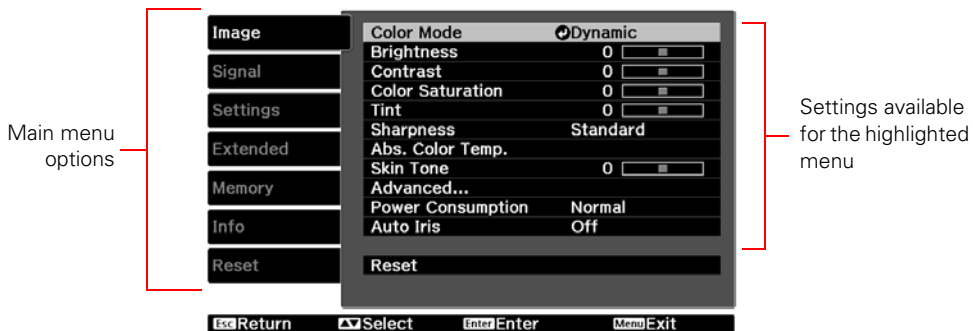 Main menu
options
Image
Signal
Settings
Extended
Memory
Info
Reset
Color Mode Dynamic
Brightness 0
Contrast 0
Color Saturation 0
Tint 0
Sharpness Standard
Abs. Color Temp.
Skin Tone 0
Advanced...
Power Consumption Normal
Auto Iris Off
Reset
Settings available
for the highlighted
menu
Esc Return Select Enter Enter Menu Exit